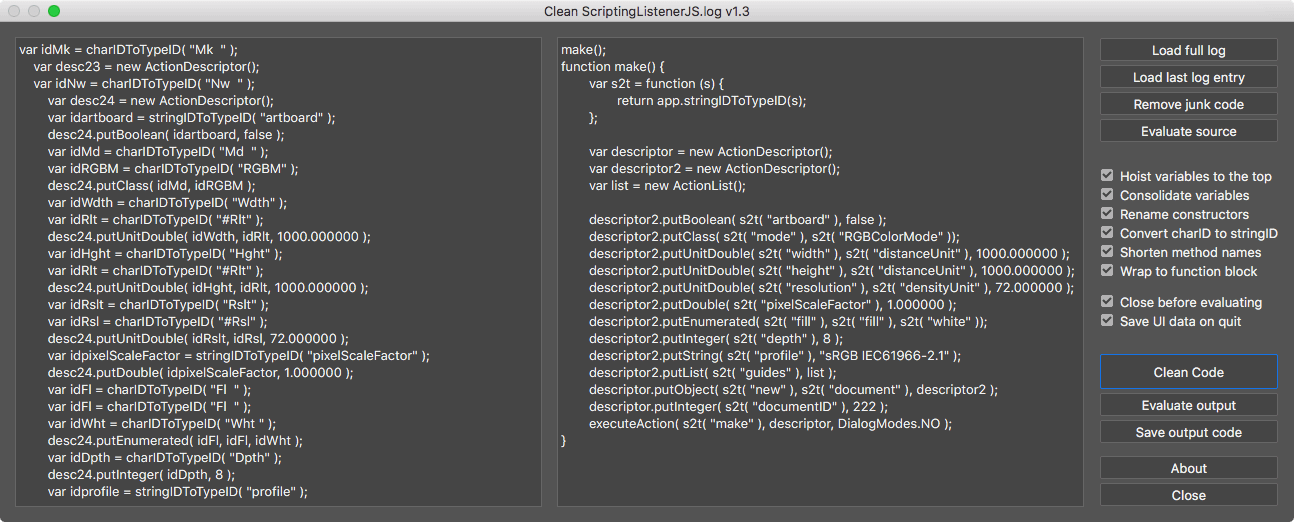 Clean ScriptingListenerJS.log v1.3
var idMk = charIDToTypeID( "Mk  " );
var desc23 = new ActionDescriptor();
var idNw = charIDToTypeID( "Nw  " );
var desc24 = new ActionDescriptor();
var idartboard = stringIDToTypeID( "artboard" );
desc24.putBoolean( idartboard, false );
var idMd = charIDToTypeID( "Md  " );
var idRGBM = charIDToTypeID( "RGBM" );
desc24.putClass( idMd, idRGBM );
var idWdth = charIDToTypeID( "Wdth" );
var idRlt = charIDToTypeID( "#Rlt" );
desc24.putUnitDouble( idWdth, idRlt, 1000.000000 );
var idHght = charIDToTypeID( "Hght" );
var idRlt = charIDToTypeID( "#Rlt" );
desc24.putUnitDouble( idHght, idRlt, 1000.000000 );
var idRslt = charIDToTypeID( "Rslt" );
var idRsl = charIDToTypeID( "#Rsl" );
desc24.putUnitDouble( idRslt, idRsl, 72.000000 );
var idpixelScaleFactor = stringIDToTypeID( "pixelScaleFactor" );
desc24.putDouble( idpixelScaleFactor, 1.000000 );
var idFl = charIDToTypeID( "Fl  " );
var idFl = charIDToTypeID( "Fl  " );
var idWht = charIDToTypeID( "Wht " );
desc24.putEnumerated( idFl, idFl, idWht );
var idDpth = charIDToTypeID( "Dpth" );
desc24.putInteger( idDpth, 8 );
var idprofile = stringIDToTypeID( "profile" );
make();
function make() {
var s2t = function (s) {
return app.stringIDToTypeID(s);
};
var descriptor = new ActionDescriptor();
var descriptor2 = new ActionDescriptor();
var list = new ActionList();
descriptor2.putBoolean( s2t( "artboard" ), false );
descriptor2.putClass( s2t( "mode" ), s2t( "RGBColorMode" ));
descriptor2.putUnitDouble( s2t( "width" ), s2t( "distanceUnit" ), 1000.000000 );
descriptor2.putUnitDouble( s2t( "height" ), s2t( "distanceUnit" ), 1000.000000 );
descriptor2.putUnitDouble( s2t( "resolution" ), s2t( "densityUnit" ), 72.000000 );
descriptor2.putDouble( s2t( "pixelScaleFactor" ), 1.000000 );
descriptor2.putEnumerated( s2t( "fill" ), s2t( "fill" ), s2t( "white" ));
descriptor2.putInteger( s2t( "depth" ), 8 );
descriptor2.putString( s2t( "profile" ), "sRGB IEC61966-2.1" );
descriptor2.putList( s2t( "guides" ), list );
descriptor.putObject( s2t( "new" ), s2t( "document" ), descriptor2 );
descriptor.putInteger( s2t( "documentID" ), 222 );
executeAction( s2t( "make" ), descriptor, DialogModes.NO );
}
Load full log
Load last log entry
Remove junk code
Evaluate source
Hoist variables to the top
Consolidate variables
Rename constructors
Convert charID to stringID
Shorten method names
Wrap to function block
Close before evaluating
Save UI data on quit
Clean Code
Evaluate output
Save output code
About
Close